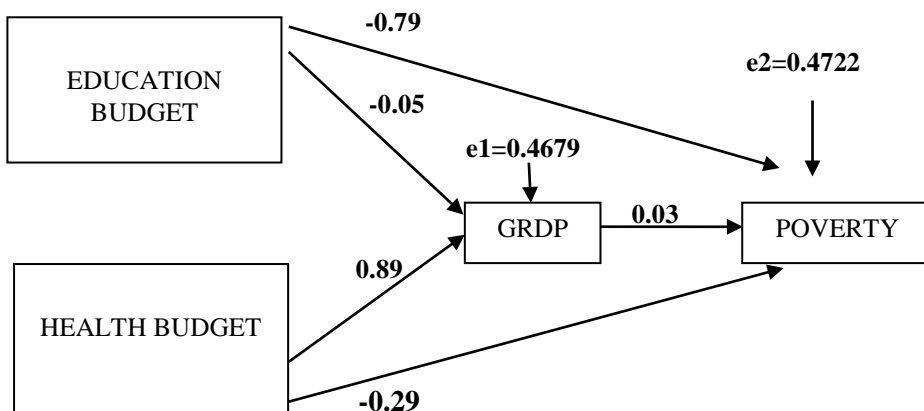 -0.79
e2=0.4722
EDUCATION
BUDGET
-0.05
e1=0.4679
GRDP
0.03
POVERTY
0.89
HEALTH BUDGET
-0.29